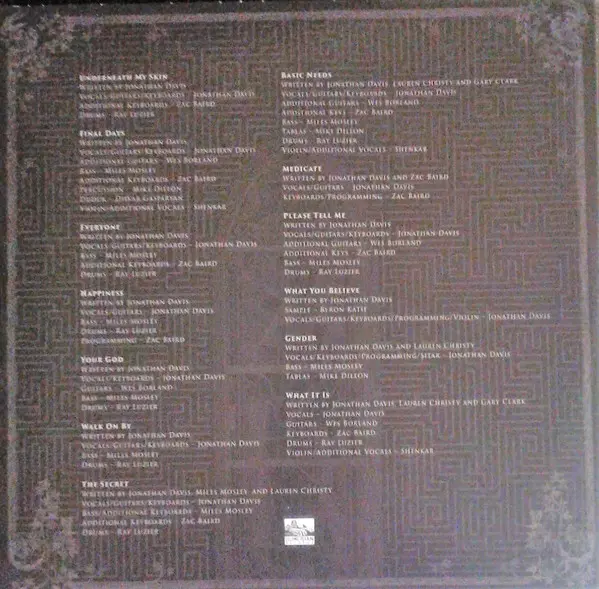 Underneath My Skin
Written by Jonathan Davis
Vocals/Guitars/Keyboards - Jonathan Davis
Additional Keyboards - Zac Baird
Drums - Ray Luzier
Final Days
Written by Jonathan Davis
Vocals/Guitar/Keyboards - Jonathan Davis
Additional Guitars - Wes Borland
Bass - Miles Mosley
Additional Keyboards - Zac Baird
Percussion - Mike Dillon
Duduk - Djivan Gasparyan
Violin/Additional Vocals - Shenkar
Everyone
Written by Jonathan Davis
Vocals/Guitars/Keyboards - Jonathan Davis
Bass - Miles Mosley
Additional Keyboards - Zac Baird
Drums - Ray Luzier
Happiness
Written by Jonathan Davis
Vocals/Guitars - Jonathan Davis
Bass - Miles Mosley
Drums - Ray Luzier
Programming - Zac Baird
Your God
Written by Jonathan Davis
Vocals/Keyboards - Jonathan Davis
Guitars - Wes Borland
Bass - Miles Mosley
Drums - Ray Luzier
Walk On By
Written by Jonathan Davis
Vocals/Guitar/Keyboards - Jonathan Davis
Bass - Miles Mosley
Drums - Ray Luzier
The Secret
Written by Jonathan Davis, Miles Mosley, and Lauren Christy
Vocals/Guitars/Keyboards - Jonathan Davis
Bass/Additional Keyboards - Miles Mosley
Additional Keyboards - Zac Baird
Drums - Ray Luzier
Basic Needs
Written by Jonathan Davis, Lauren Christy and Gary Clark
Vocals/Guitars/Keyboards - Jonathan Davis
Additional Guitars - Wes Borland
Additional Keys - Zac Baird
Bass - Miles Mosley
Tablas - Mike Dillon
Drums - Ray Luzier
Violin/Additional Vocals - Shenkar
Medicate
Written by Jonathan Davis and Zac Baird
Vocals/Guitars - Jonathan Davis
Keyboards/Programming - Zac Baird
Please Tell Me
Written by Jonathan Davis
Vocals/Guitars/Keyboards - Jonathan Davis
Additional Guitars - Wes Borland
Additional Keys - Zac Baird
Bass - Miles Mosley
Drums - Ray Luzier
What You Believe
Written by Jonathan Davis
Sample - Byron Katie
Vocals/Guitars/Keyboards/Programming/Violin - Jonathan Davis
Gender
Written by Jonathan Davis and Lauren Christy
Vocals/Keyboards/Programming/Sitar - Jonathan Davis
Bass - Miles Mosley
Tablas - Mike Dillon
What It Is
Written by Jonathan Davis, Lauren Christy and Gary Clark
Vocals - Jonathan Davis
Guitars - Wes Borland
Keyboards - Zac Baird
Drums - Ray Luzier
Violin/Additional Vocals - Shenkar